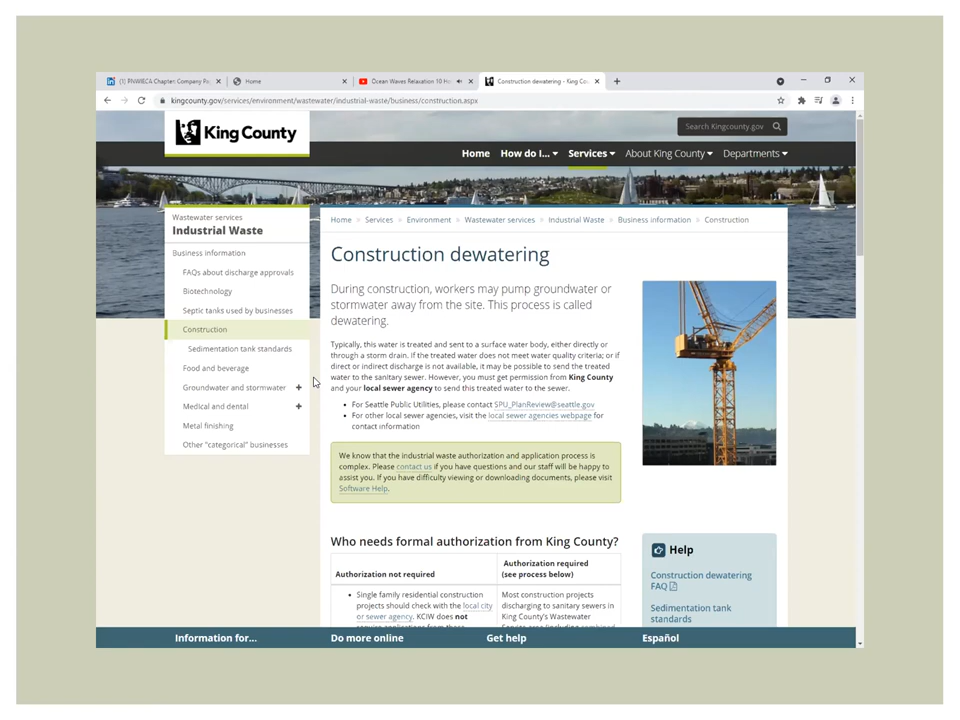 (1) PNWIECA Chapter: Company Pa
Home
Ocean Waves Relaxation 10 H
Construction dewatering - King Co
kingcounty.gov/services/environment/wastewater/industrial-waste/business/construction.aspx
King County
Search Kingcounty.gov
Home How do I... Services About King County Departments
Wastewater services
Industrial Waste
Business information
FAQs about discharge approvals
Biotechnology
Septic tanks used by businesses
Construction
Sedimentation tank standards
Food and beverage
Groundwater and stormwater +
Medical and dental +
Metal finishing
Other "categorical" businesses
Home > Services > Environment > Wastewater services > Industrial Waste > Business information > Construction
Construction dewatering
During construction, workers may pump groundwater or
stormwater away from the site. This process is called
dewatering.
Typically, this water is treated and sent to a surface water body, either directly or
through a storm drain. If the treated water does not meet water quality criteria; or if
direct or indirect discharge is not available, it may be possible to send the treated
water to the sanitary sewer. However, you must get permission from King County
and your local sewer agency to send this treated water to the sewer.
• For Seattle Public Utilities, please contact SPU_PlanReview@seattle.gov
• For other local sewer agencies, visit the local sewer agencies webpage for
contact information
We know that the industrial waste authorization and application process is
complex. Please contact us if you have questions and our staff will be happy to
assist you. If you have difficulty viewing or downloading documents, please visit
Software Help.
Who needs formal authorization from King County?
Authorization not required
Authorization required
(see process below)
• Single family residential construction
projects should check with the local city
or sewer agency. KCIW does not
Most construction projects
discharging to sanitary sewers in
King County's Wastewater
Help
Construction dewatering
FAQ
Sedimentation tank
standards
Information for... Do more online Get help Español